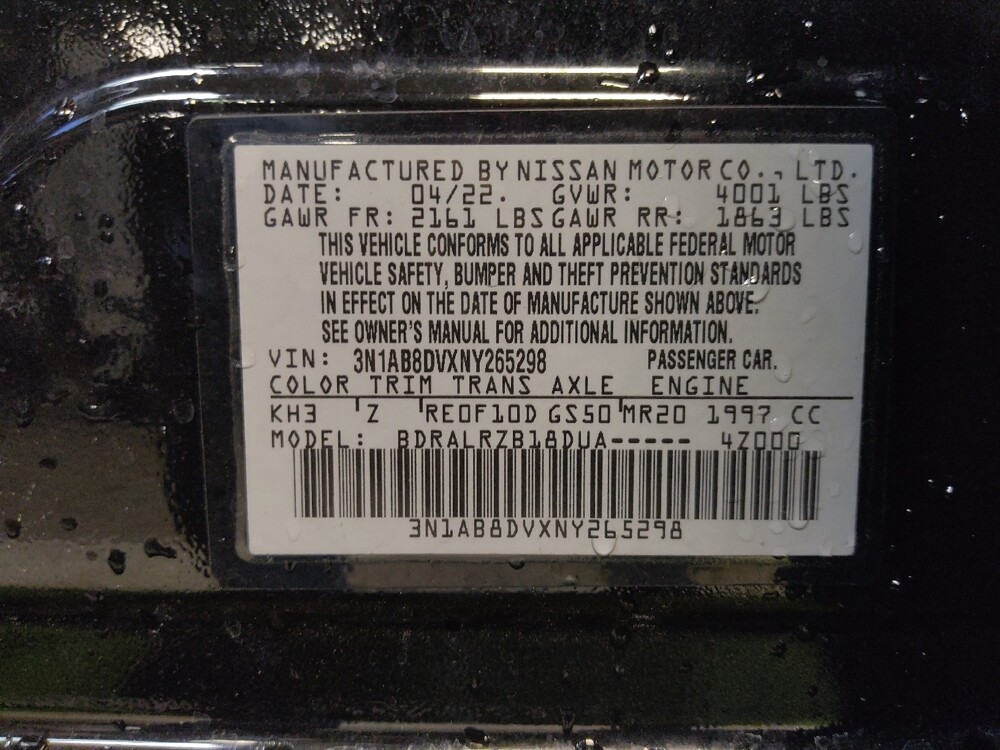 MANUFACTURED BY NISSAN MOTOR CO., LTD.
DATE: 04/22. GVWR: 4001 LBS
GAWR FR: 2161 LBS GAWR RR: 1863 LBS
THIS VEHICLE CONFORMS TO ALL APPLICABLE FEDERAL MOTOR
VEHICLE SAFETY, BUMPER AND THEFT PREVENTION STANDARDS
IN EFFECT ON THE DATE OF MANUFACTURE SHOWN ABOVE.
SEE OWNER'S MANUAL FOR ADDITIONAL INFORMATION.
VIN: 3N1AB8DVXNY265298 PASSENGER CAR.
COLOR TRIM TRANS AXLE ENGINE
KH3 Z RE0F10D GS50 MR20 1997 CC
MODEL: BDRALRZB18DUA----- 4Z000
3N1AB8DVXNY265298